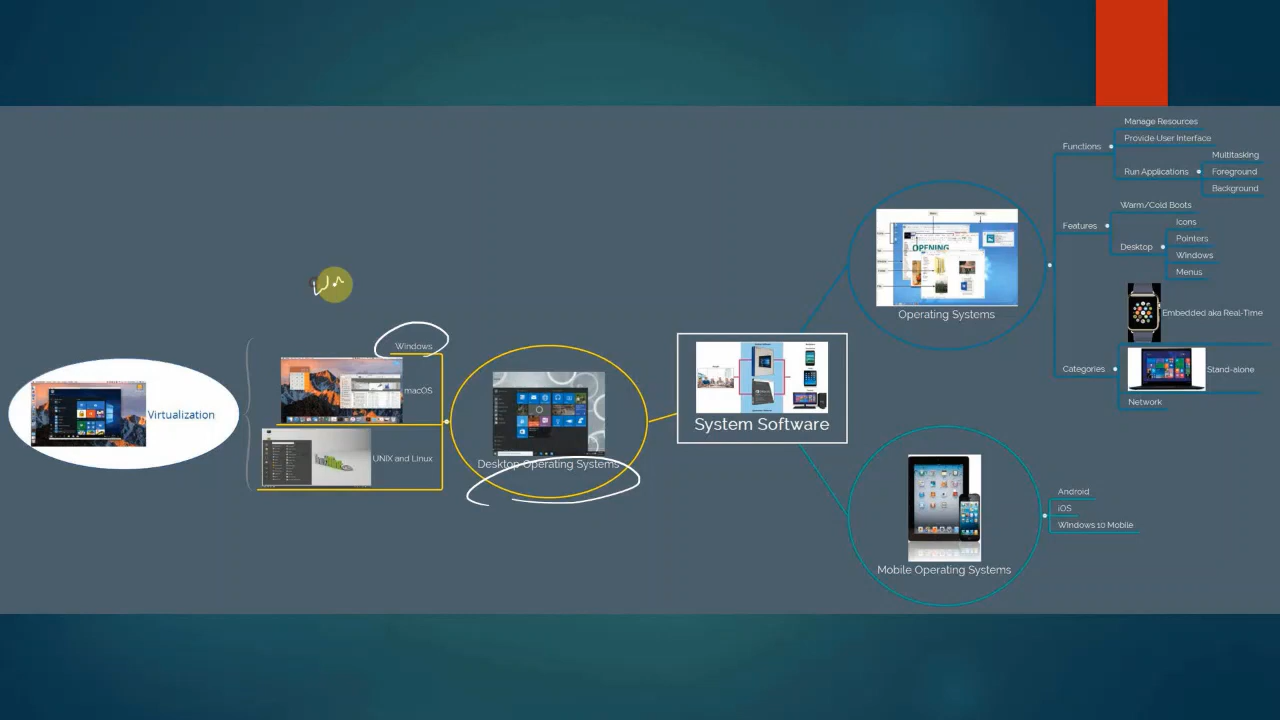 Manage Resources
Provide User Interface
Functions
Multitasking
Run Applications
Foreground
Background
Warm/Cold Boots
Features
Icons
Pointers
Desktop
Windows
Menus
OPENING
Operating Systems
Embedded aka Real-Time
Categories
Stand-alone
Network
System Software
Windows
macOS
UNIX and Linux
Desktop Operating Systems
Virtualization
Android
iOS
Windows 10 Mobile
Mobile Operating Systems